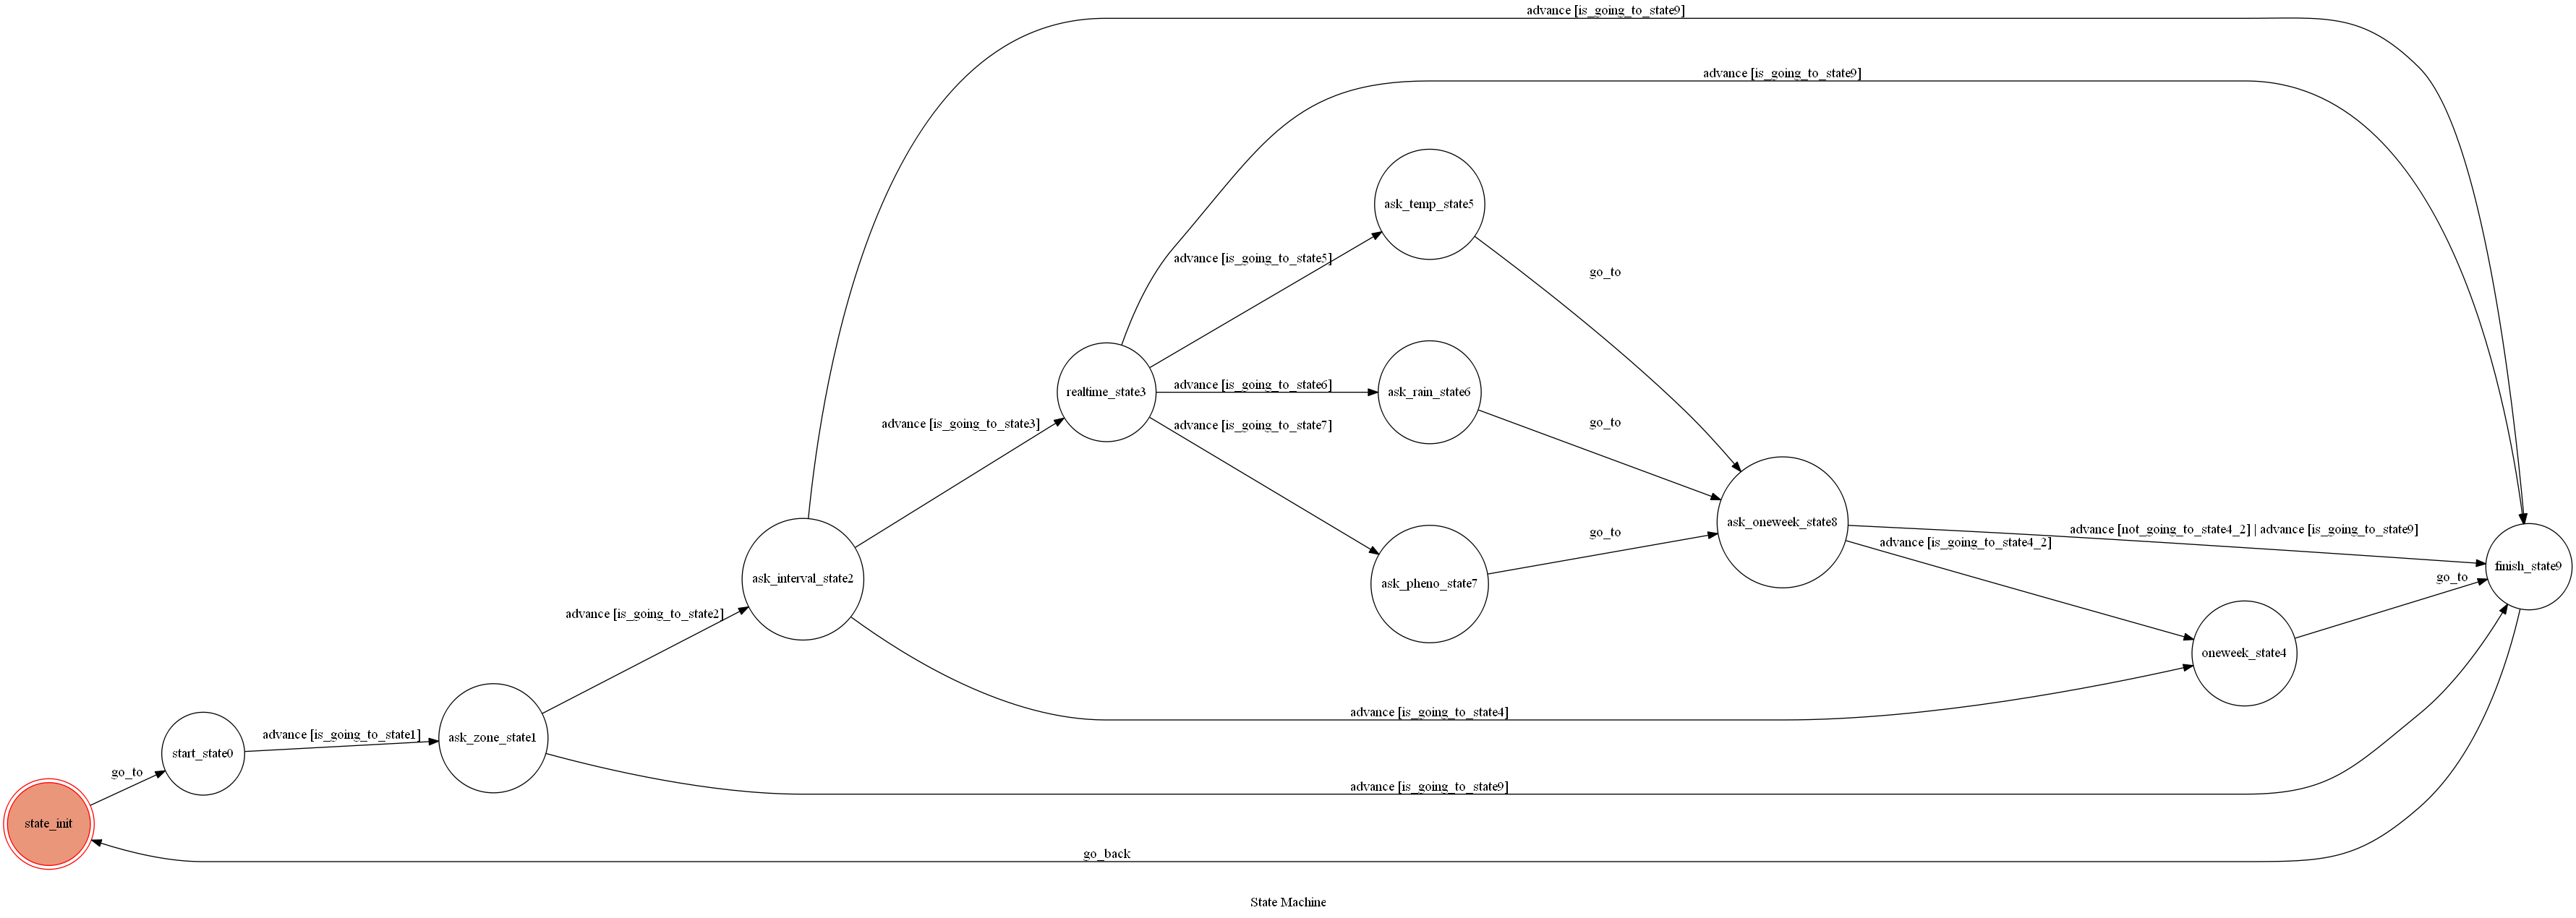 advance [is_going_to_state9]
advance [is_going_to_state9]
ask_temp_state5
advance [is_going_to_state5]
go_to
realtime_state3
advance [is_going_to_state6]
ask_rain_state6
advance [is_going_to_state3]
advance [is_going_to_state7]
go_to
ask_interval_state2
ask_pheno_state7
go_to
ask_oneweek_state8
advance [not_going_to_state4_2] | advance [is_going_to_state9]
advance [is_going_to_state4_2]
finish_state9
go_to
advance [is_going_to_state2]
oneweek_state4
advance [is_going_to_state4]
start_state0
advance [is_going_to_state1]
ask_zone_state1
go_to
advance [is_going_to_state9]
state_init
go_back
State Machine